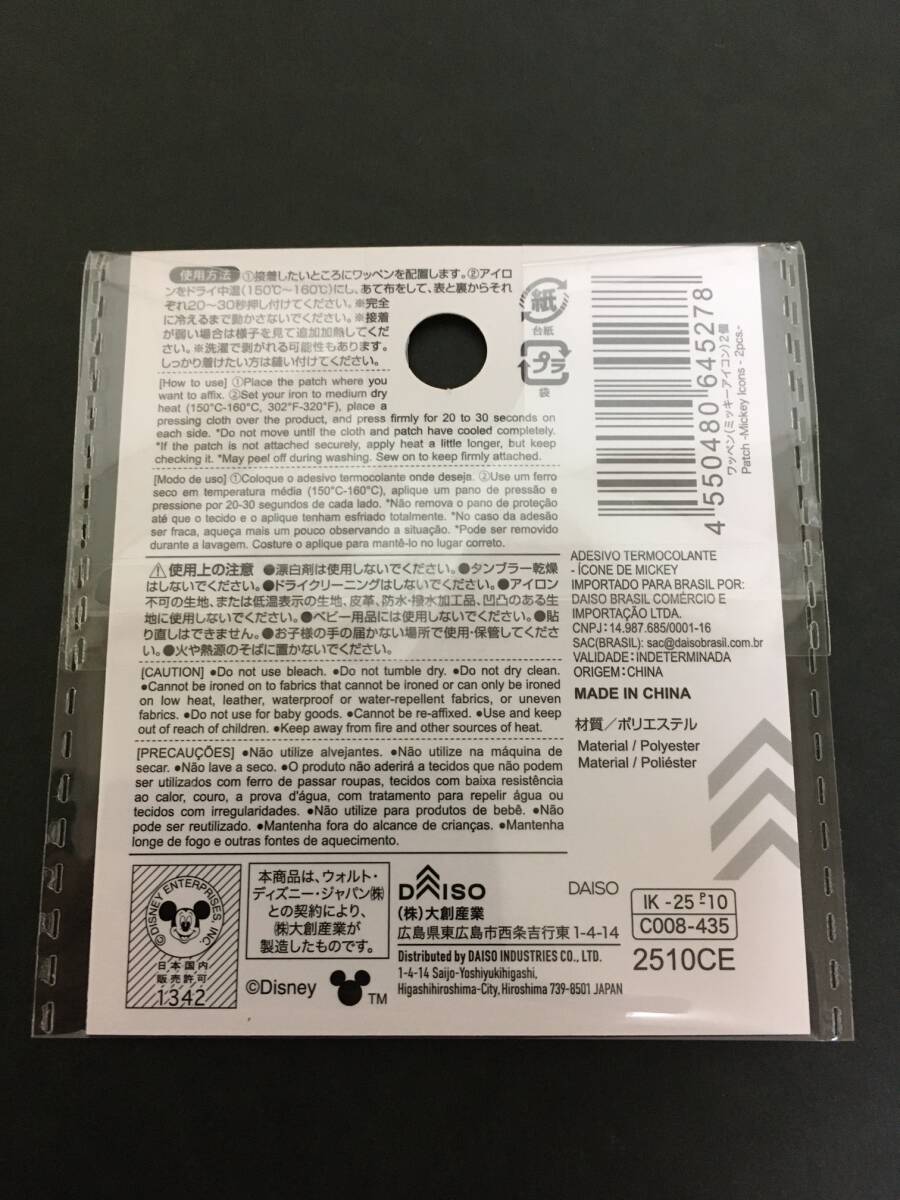 使用方法 ①接着したいところにワッペンを配置します。②アイロ
ンをドライ中温(150℃〜160℃)にし、あて布をして、表と裏からそれ
ぞれ20〜30秒押し付けてください。※完全
に冷えるまで動かさないでください。※接着
が弱い場合は様子を見て追加加熱してくだ
さい。※洗濯で剥がれる可能性もあります。
しっかり着けたい方は縫い付けてください。
[How to use] ①Place the patch where you
want to affix. ②Set your iron to medium dry
heat (150°C-160°C, 302°F-320°F), place a
pressing cloth over the product, and press firmly for 20 to 30 seconds on
each side. *Do not move until the cloth and patch have cooled completely.
*If the patch is not attached securely, apply heat a little longer, but keep
checking it. *May peel off during washing. Sew on to keep firmly attached.
[Modo de uso] ①Coloque o adesivo termocolante onde deseja. ②Use um ferro
seco em temperatura média (150°C-160°C), aplique um pano de pressão e
pressione por 20-30 segundos de cada lado. *Não remova o pano de proteção
até que o tecido e o aplique tenham esfriado totalmente. *No caso da adesão
ser fraca, aqueça mais um pouco observando a situação. *Pode ser removido
durante a lavagem. Costure o aplique para mantê-lo no lugar correto.
使用上の注意 ●漂白剤は使用しないでください。●タンブラー乾燥
はしないでください。●ドライクリーニングはしないでください。●アイロン
不可の生地、または低温表示の生地、皮革、防水・撥水加工品、凹凸のある生
地に使用しないでください。●ベビー用品には使用しないでください。●貼
り直しはできません。●お子様の手の届かない場所で使用・保管してくださ
い。●火や熱源のそばに置かないでください。
[CAUTION] ●Do not use bleach. ●Do not tumble dry. ●Do not dry clean.
●Cannot be ironed on to fabrics that cannot be ironed or can only be ironed
on low heat, leather, waterproof or water-repellent fabrics, or uneven
fabrics. ●Do not use for baby goods. ●Cannot be re-affixed. ●Use and keep
out of reach of children. ●Keep away from fire and other sources of heat.
[PRECAUÇÕES] ●Não utilize alvejantes. ●Não utilize na máquina de
secar. ●Não lave a seco. ●O produto não aderirá a tecidos que não podem
ser utilizados com ferro de passar roupas, tecidos com baixa resistência
ao calor, couro, a prova d'água, com tratamento para repelir água ou
tecidos com irregularidades. ●Não utilize para produtos de bebê. ●Não
pode ser reutilizado. ●Mantenha fora do alcance de crianças. ●Mantenha
longe de fogo e outras fontes de aquecimento.
紙
台紙
プラ
袋
4 550480 645278
ワッペン(ミッキーアイコン)2個
Patch -Mickey Icons - 2pcs.-
ADESIVO TERMOCOLANTE
- ÍCONE DE MICKEY
IMPORTADO PARA BRASIL POR:
DAISO BRASIL COMÉRCIO E
IMPORTAÇÃO LTDA.
CNPJ: 14.987.685/0001-16
SAC(BRASIL): sac@daisobrasil.com.br
VALIDADE: INDETERMINADA
ORIGEM: CHINA
MADE IN CHINA
材質/ポリエステル
Material / Polyester
Material / Poliéster
©DISNEY ENTERPRISES, INC.
日本国内
販売許可
1342
本商品は、ウォルト・
ディズニー・ジャパン㈱
との契約により、
㈱大創産業が
製造したものです。
©Disney
TM
DAISO
(株)大創産業
広島県東広島市西条吉行東1-4-14
Distributed by DAISO INDUSTRIES CO., LTD.
1-4-14 Saijo-Yoshiyukihigashi,
Higashihiroshima-City, Hiroshima 739-8501 JAPAN
DAISO
IK - 25 P 10
C008-435
2510CE